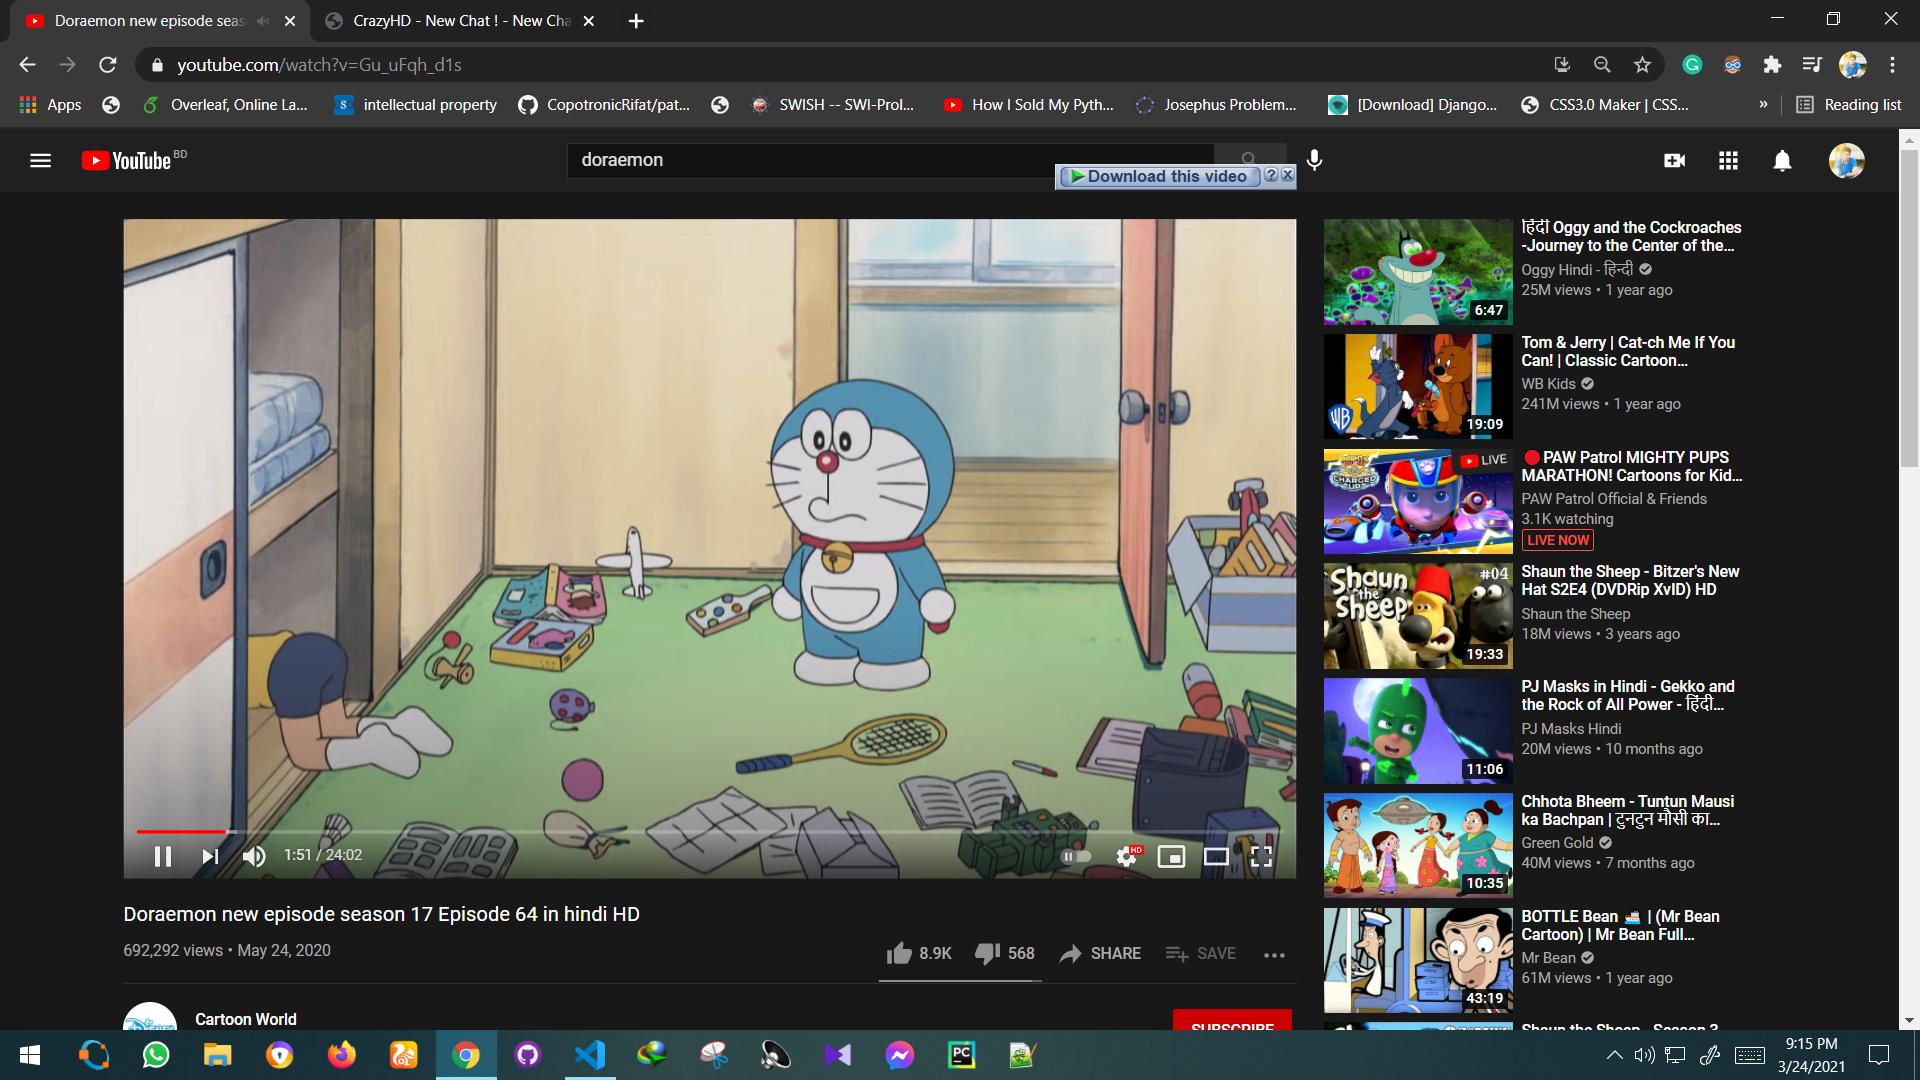 Doraemon new episode seas
CrazyHD - New Chat ! - New Cha
youtube.com/watch?v=Gu_uFqh_d1s
Apps
Overleaf, Online La...
intellectual property
CopotronicRifat/pat...
SWISH -- SWI-Prol...
How I Sold My Pyth...
Josephus Problem...
[Download] Django...
CSS3.0 Maker | CSS...
»
Reading list
YouTube BD
doraemon
Download this video
हिंदी Oggy and the Cockroaches
-Journey to the Center of the...
Oggy Hindi - हिन्दी
25M views • 1 year ago
6:47
Tom & Jerry | Cat-ch Me If You
Can! | Classic Cartoon...
WB Kids
241M views • 1 year ago
WB
19:09
PAW Patrol MIGHTY PUPS
MARATHON! Cartoons for Kid...
PAW Patrol Official & Friends
3.1K watching
LIVE NOW
LIVE
CHARGED UP
Shaun the Sheep - Bitzer's New
Hat S2E4 (DVDRip XvID) HD
Shaun the Sheep
18M views • 3 years ago
Shaun
the
Sheep
#04
19:33
PJ Masks in Hindi - Gekko and
the Rock of All Power - हिंदी...
PJ Masks Hindi
20M views • 10 months ago
11:06
Chhota Bheem - Tuntun Mausi
ka Bachpan | टुनटुन मौसी का...
Green Gold
40M views • 7 months ago
10:35
BOTTLE Bean 🚢 | (Mr Bean
Cartoon) | Mr Bean Full...
Mr Bean
61M views • 1 year ago
43:19
Shaun the Sheep - Season 3
1:51 / 24:02
HD
Doraemon new episode season 17 Episode 64 in hindi HD
692,292 views • May 24, 2020
8.9K
568
SHARE
SAVE
Cartoon World
SUBSCRIBE
PC
9:15 PM
3/24/2021